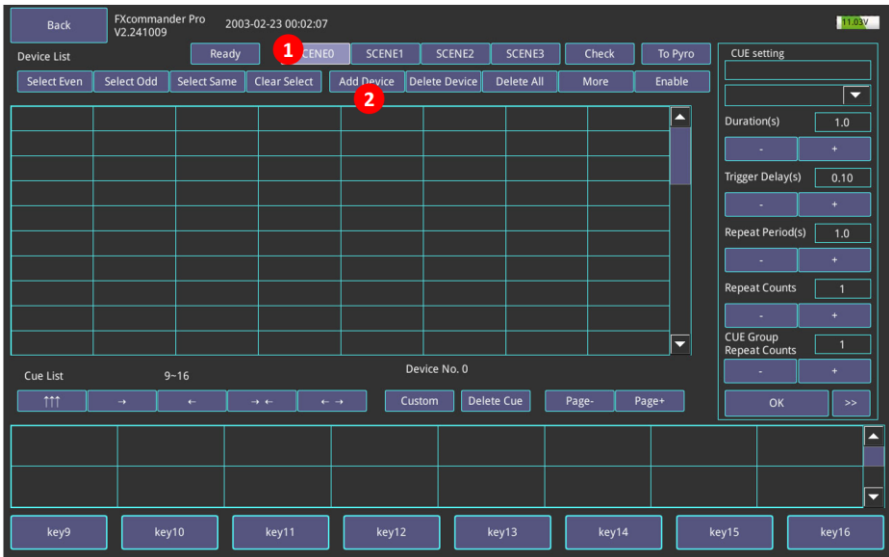 Back
FXcommander Pro
V2.241009
2003-02-23 00:02:07
11.03V
Device List
Ready
1
SCENE0
SCENE1
SCENE2
SCENE3
Check
To Pyro
Select Even
Select Odd
Select Same
Clear Select
Add Device
2
Delete Device
Delete All
More
Enable
CUE setting
Duration(s)
1.0
-
+
Trigger Delay(s)
0.10
-
+
Repeat Period(s)
1.0
-
+
Repeat Counts
1
-
+
CUE Group
Repeat Counts
1
-
+
OK
>>
Cue List
9~16
Device No. 0
↑↑↑
→
←
→ ←
← →
Custom
Delete Cue
Page-
Page+
key9
key10
key11
key12
key13
key14
key15
key16